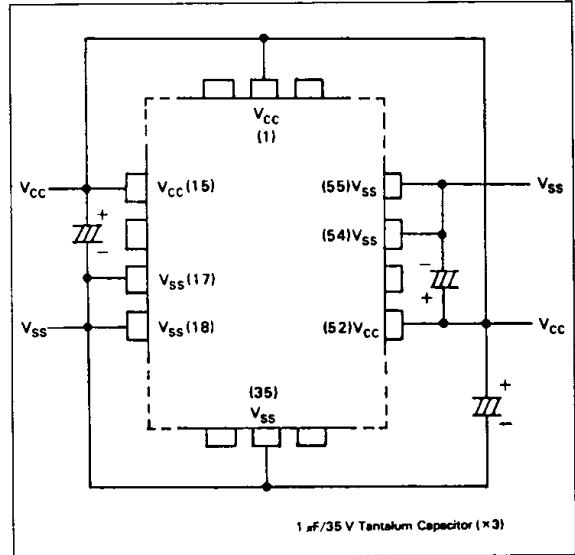 VCC
(1)
VCC
VCC(15)
(55)VSS
VSS
+
−
(54)VSS
VSS(17)
−
+
VSS
VSS(18)
(52)VCC
VCC
(35)
VSS
+
−
1 μF/35 V Tantalum Capacitor (×3)